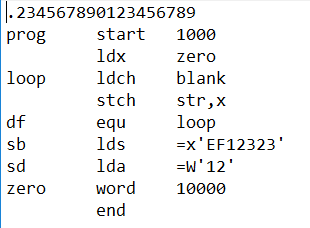 .234567890123456789
prog start 1000
ldx zero
loop ldch blank
stch str,x
df equ loop
sb lds =x'EF12323'
sd lda =W'12'
zero word 10000
end